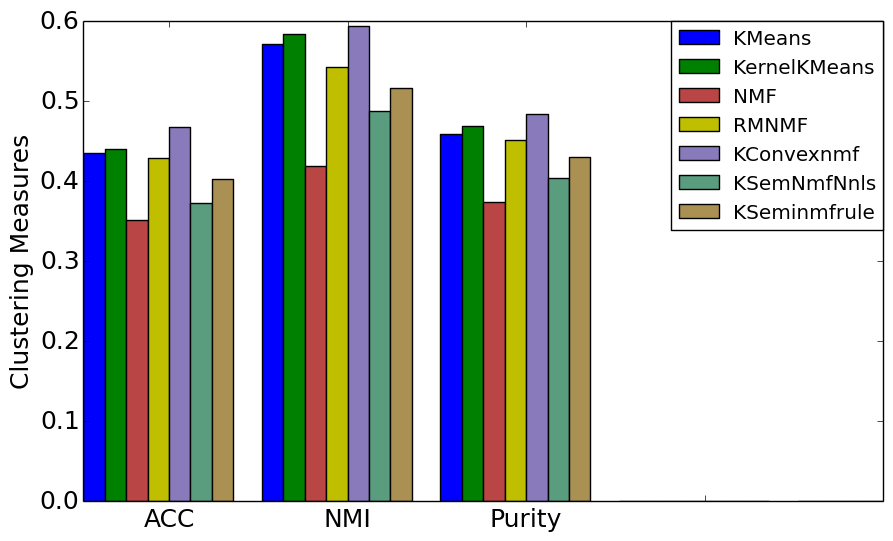 Clustering Measures
0.6
0.5
0.4
0.3
0.2
0.1
0.0
ACC
NMI
Purity
KMeans
KernelKMeans
NMF
RMNMF
KConvexnmf
KSemNmfNnls
KSeminmfrule